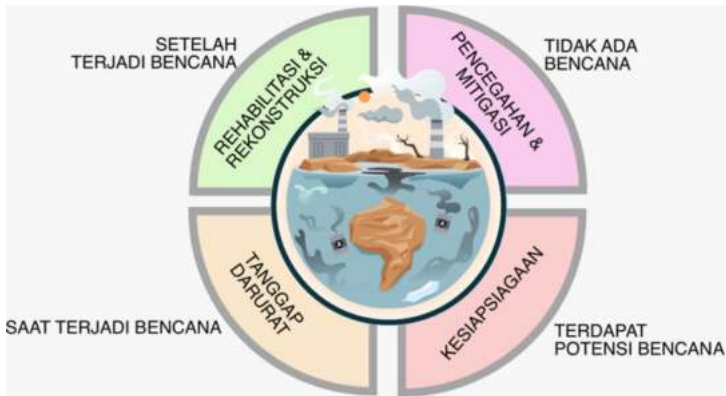 SETELAH
TERJADI BENCANA
REHABILITASI &
REKONSTRUKSI
PENCEGAHAN &
MITIGASI
TIDAK ADA
BENCANA
SAAT TERJADI BENCANA
TANGGAP
DARURAT
KESIAPSIAGAAN
TERDAPAT
POTENSI BENCANA